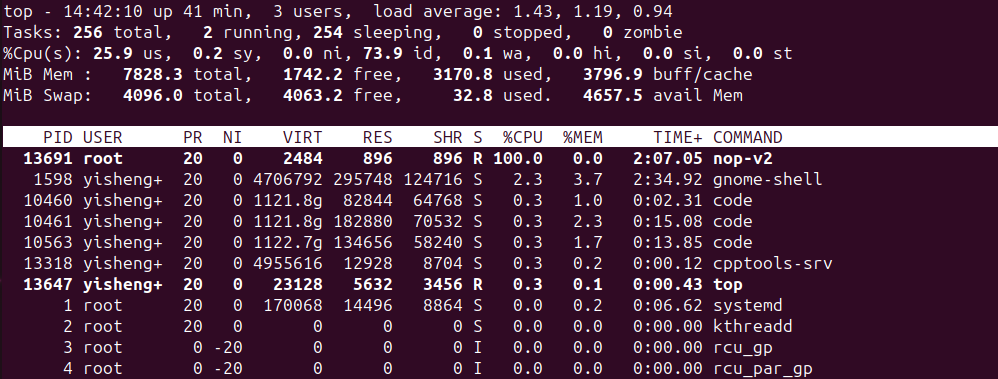 top - 14:42:10 up 41 min,  3 users,  load average: 1.43, 1.19, 0.94
Tasks: 256 total,   2 running, 254 sleeping,   0 stopped,   0 zombie
%Cpu(s): 25.9 us,  0.2 sy,  0.0 ni, 73.9 id,  0.1 wa,  0.0 hi,  0.0 si,  0.0 st
MiB Mem :   7828.3 total,   1742.2 free,   3170.8 used,   3796.9 buff/cache
MiB Swap:   4096.0 total,   4063.2 free,     32.8 used.   4657.5 avail Mem
    PID USER      PR  NI    VIRT    RES    SHR S  %CPU  %MEM     TIME+ COMMAND
  13691 root      20   0    2484    896    896 R 100.0   0.0   2:07.05 nop-v2
   1598 yisheng+  20   0 4706792 295748 124716 S   2.3   3.7   2:34.92 gnome-shell
  10460 yisheng+  20   0 1121.8g  82844  64768 S   0.3   1.0   0:02.31 code
  10461 yisheng+  20   0 1121.8g 182880  70532 S   0.3   2.3   0:15.08 code
  10563 yisheng+  20   0 1122.7g 134656  58240 S   0.3   1.7   0:13.85 code
  13318 yisheng+  20   0 4955616  12928   8704 S   0.3   0.2   0:00.12 cpptools-srv
  13647 yisheng+  20   0   23128   5632   3456 R   0.3   0.1   0:00.43 top
      1 root      20   0  170068  14496   8864 S   0.0   0.2   0:06.62 systemd
      2 root      20   0       0      0      0 S   0.0   0.0   0:00.00 kthreadd
      3 root       0 -20       0      0      0 I   0.0   0.0   0:00.00 rcu_gp
      4 root       0 -20       0      0      0 I   0.0   0.0   0:00.00 rcu_par_gp